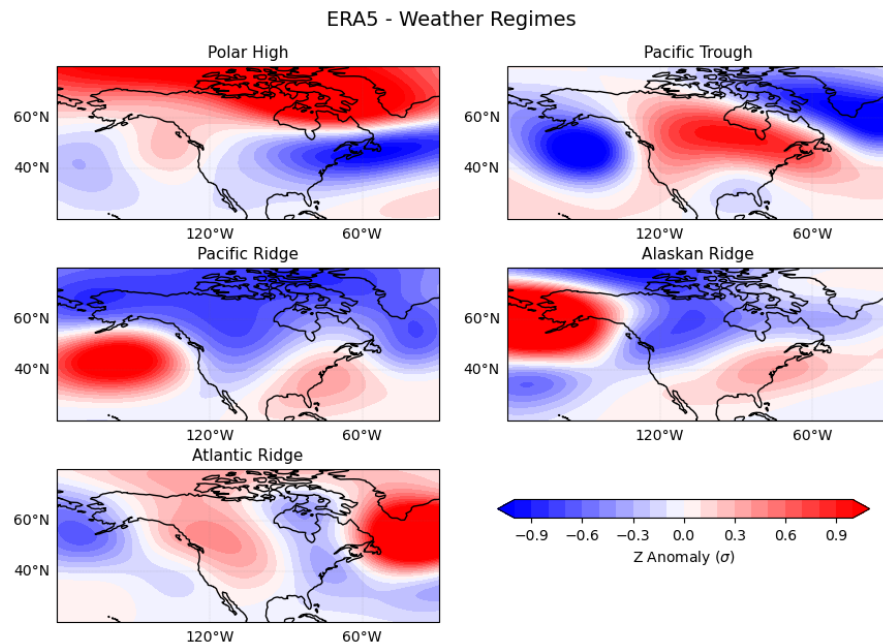 ERA5 - Weather Regimes
Polar High
Pacific Trough
60°N
40°N
60°N
40°N
120°W 60°W
120°W 60°W
Pacific Ridge
Alaskan Ridge
60°N
40°N
60°N
40°N
120°W 60°W
120°W 60°W
Atlantic Ridge
60°N
40°N
120°W 60°W
−0.9 −0.6 −0.3 0.0 0.3 0.6 0.9
Z Anomaly (σ)